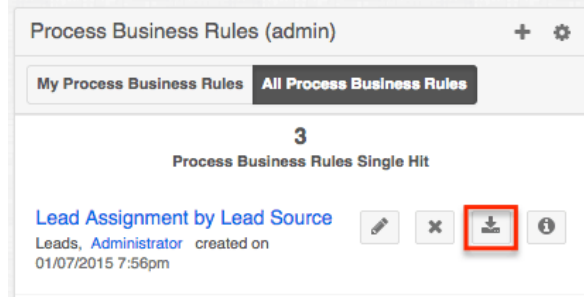 Process Business Rules (admin)
My Process Business Rules All Process Business Rules
3
Process Business Rules Single Hit
Lead Assignment by Lead Source
Leads, Administrator created on
01/07/2015 7:56pm